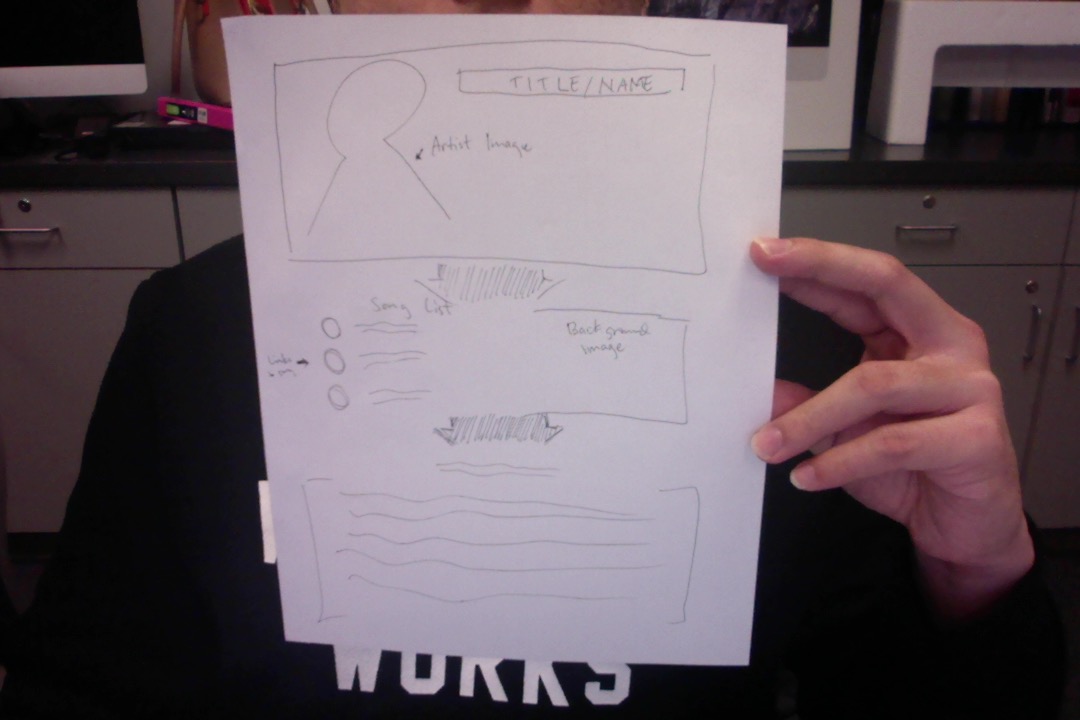 TITLE/NAME
Artist Image
Song List
Background
image
WORKS